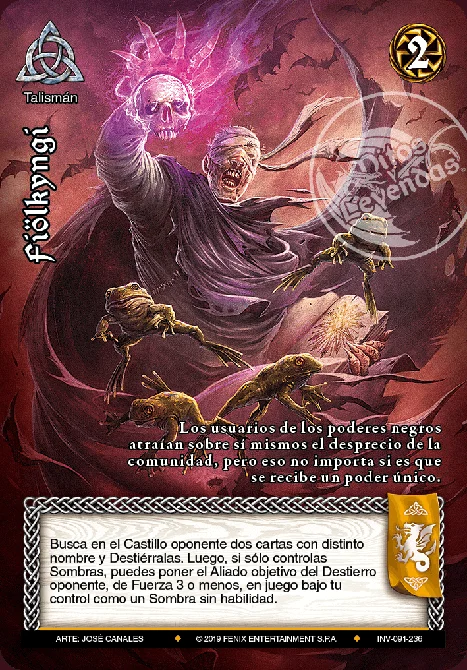 2
Talismán
Fiölkyngi
Mitos y
Leyendas
Los usuarios de los poderes negros
atraían sobre sí mismos el desprecio de la
comunidad, pero eso no importa si es que
se recibe un poder único.
Busca en el Castillo oponente dos cartas con distinto
nombre y Destiérralas. Luego, si sólo controlas
Sombras, puedes poner el Aliado objetivo del Destierro
oponente, de Fuerza 3 o menos, en juego bajo tu
control como un Sombra sin habilidad.
ARTE: JOSÉ CANALES ♦ © 2019 FENIX ENTERTAINMENT S.P.A. ♦ INV-091-236